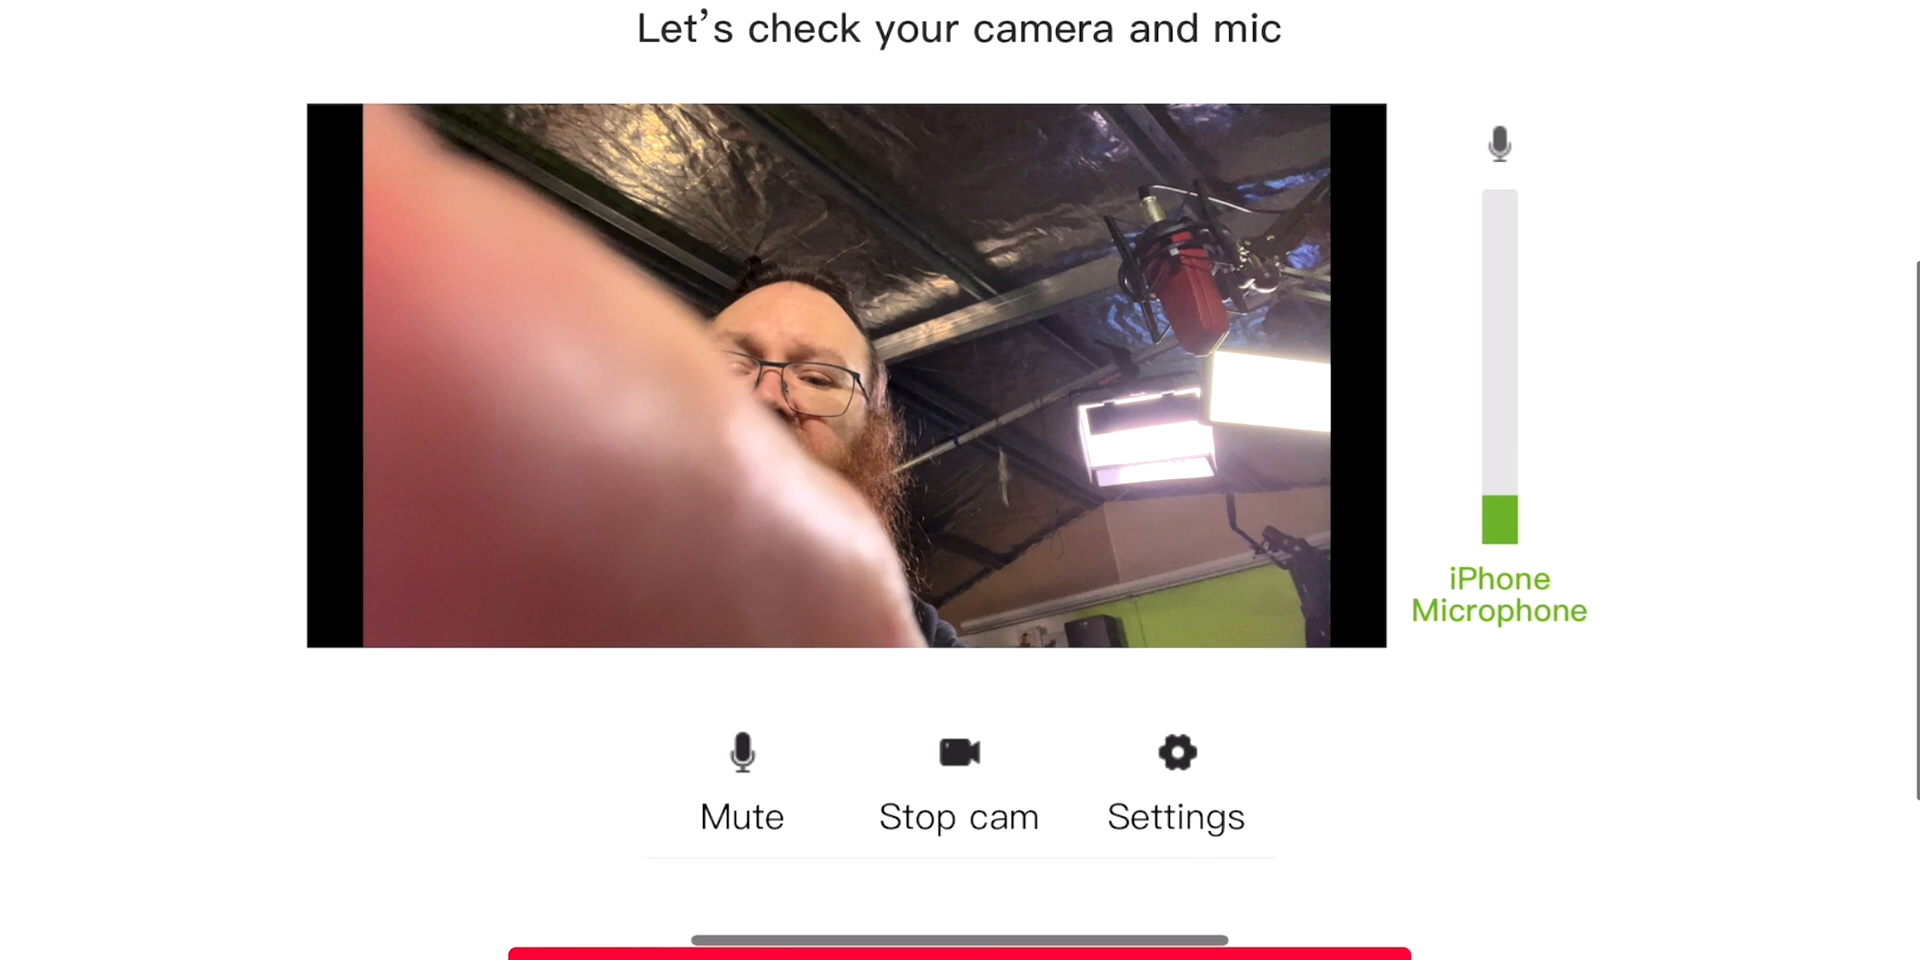 Let’s check your camera and mic
iPhone
Microphone
Mute
Stop cam
Settings